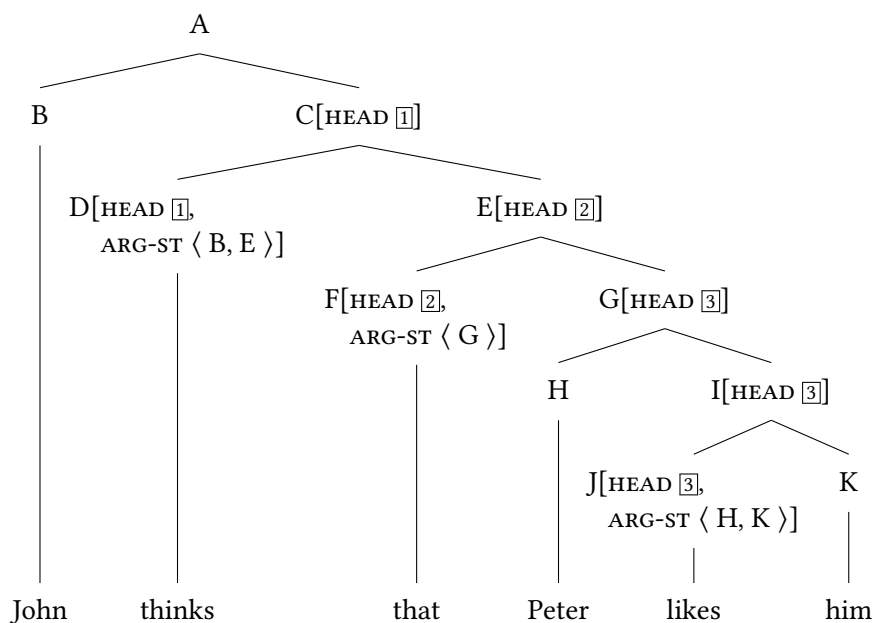 A
B C[HEAD 1]
D[HEAD 1, E[HEAD 2]
ARG-ST ⟨ B, E ⟩]
F[HEAD 2, G[HEAD 3]
ARG-ST ⟨ G ⟩]
H I[HEAD 3]
J[HEAD 3, K
ARG-ST ⟨ H, K ⟩]
John thinks that Peter likes him